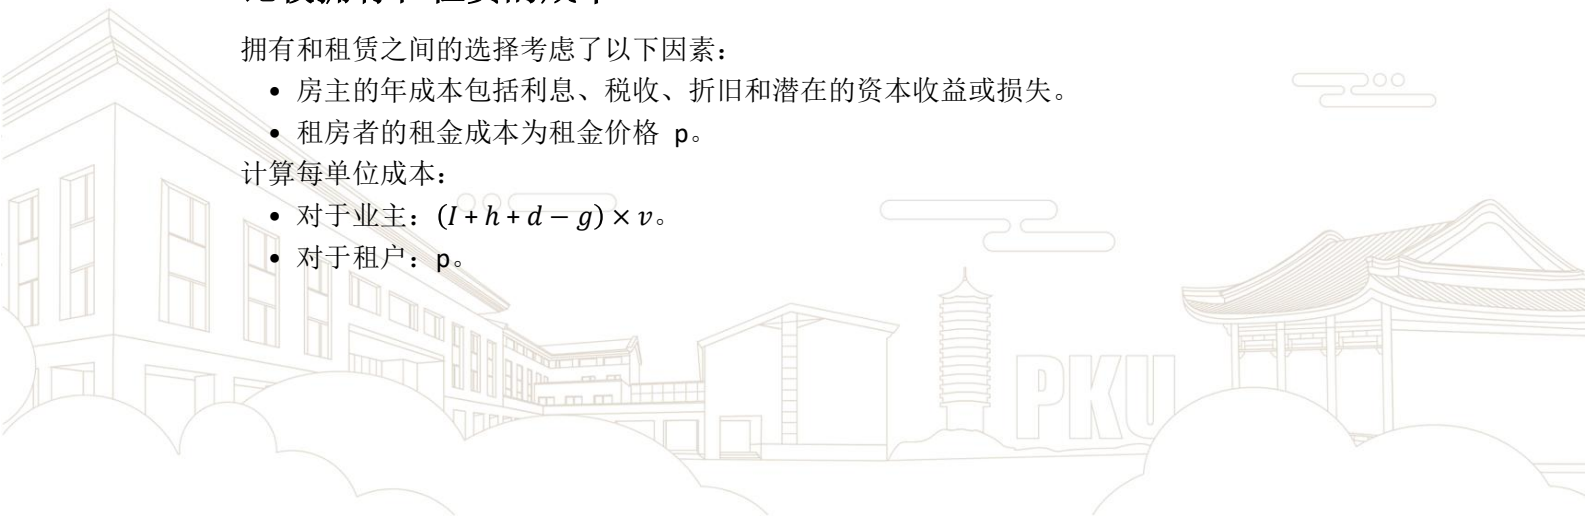 拥有和租赁之间的选择考虑了以下因素：
• 房主的年成本包括利息、税收、折旧和潜在的资本收益或损失。
• 租房者的租金成本为租金价格 p。
计算每单位成本：
• 对于业主：(I + h + d − g) × v。
• 对于租户：p。
PKU